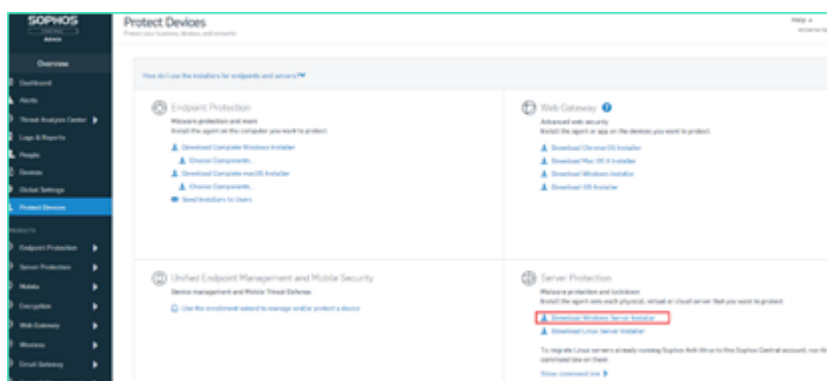 SOPHOS
CENTRAL
Admin
Overview
Dashboard
Alerts
Threat Analysis Center
Logs & Reports
People
Devices
Global Settings
Protect Devices
PRODUCTS
Endpoint Protection
Server Protection
Mobile
Encryption
Web Gateway
Wireless
Email Gateway
Protect Devices
Protect your business, devices and networks
Help
How do I use the installers for endpoints and servers?
Endpoint Protection
Malware protection and more
Install the agent on the computer you want to protect:
Download Complete Windows Installer
Choose Components...
Download Complete macOS Installer
Choose Components...
Send Installers to Users
Web Gateway
Advanced web security
Install the agent or app on the devices you want to protect:
Download Chrome OS Installer
Download Mac OS X Installer
Download Windows Installer
Download iOS Installer
Unified Endpoint Management and Mobile Security
Device management and Mobile Threat Defense
Use the enrollment wizard to manage and/or protect a device
Server Protection
Malware protection and lockdown
Install the agent onto each physical, virtual or cloud server that you want to protect:
Download Windows Server Installer
Download Linux Server Installer
To migrate Linux servers already running Sophos Anti-Virus to this Sophos Central account, run the
command line on them
Show command line